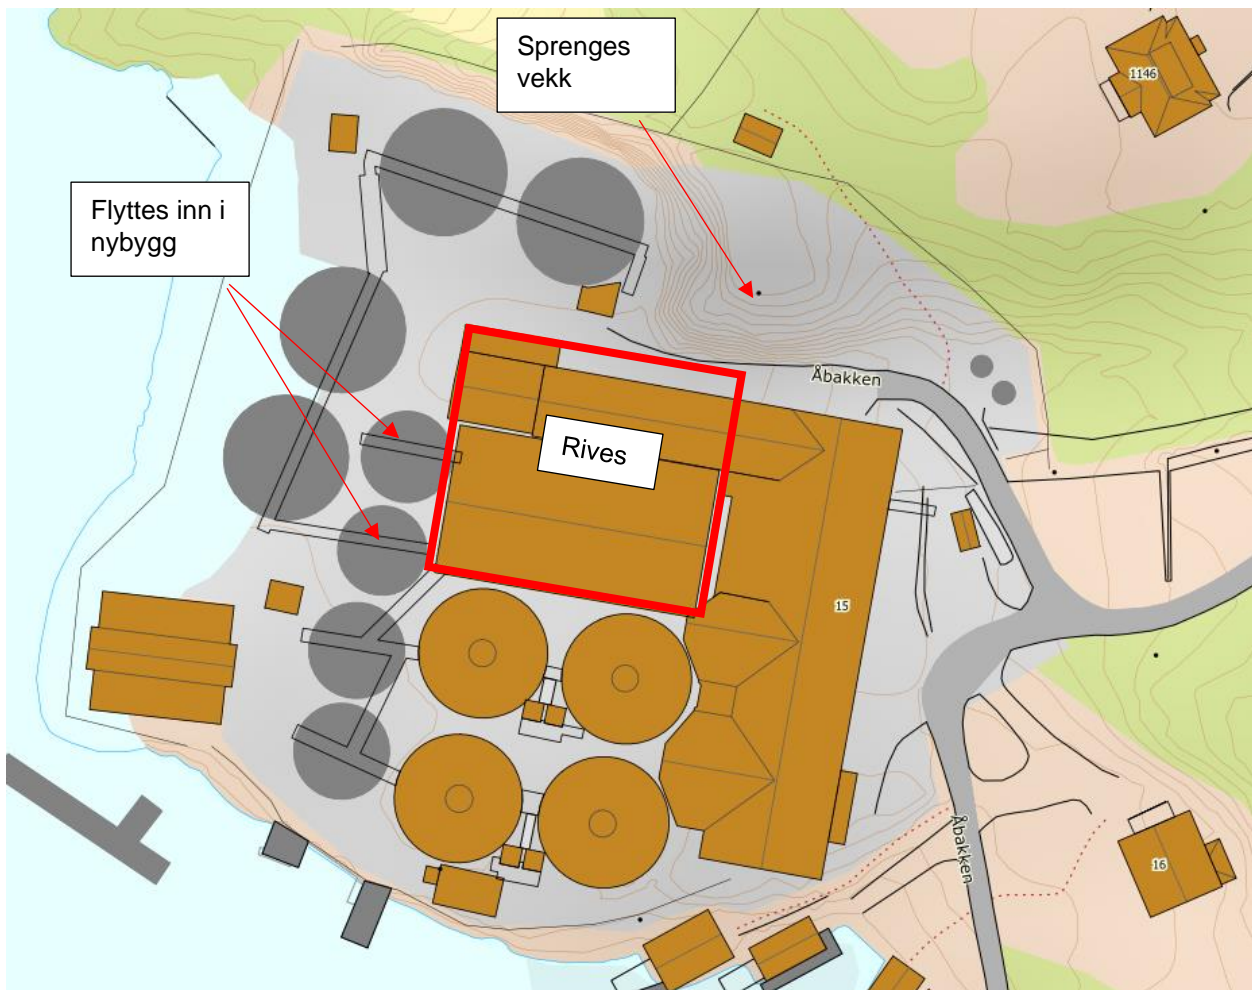 Sprenges
vekk
1146
Flyttes inn i
nybygg
Åbakken
Rives
15
Åbakken
16